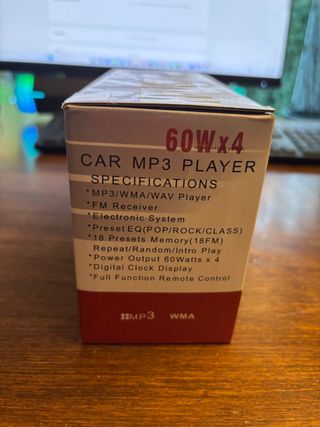 60W x 4
CAR MP3 PLAYER
SPECIFICATIONS
*MP3/WMA/WAV Player
*FM Receiver
*Electronic System
*Preset EQ(POP/ROCK/CLASS)
*18 Presets Memory(18FM)
Repeat/Random/Intro Play
*Power Output 60Watts x 4
*Digital Clock Display
*Full Function Remote Control
MP3 WMA